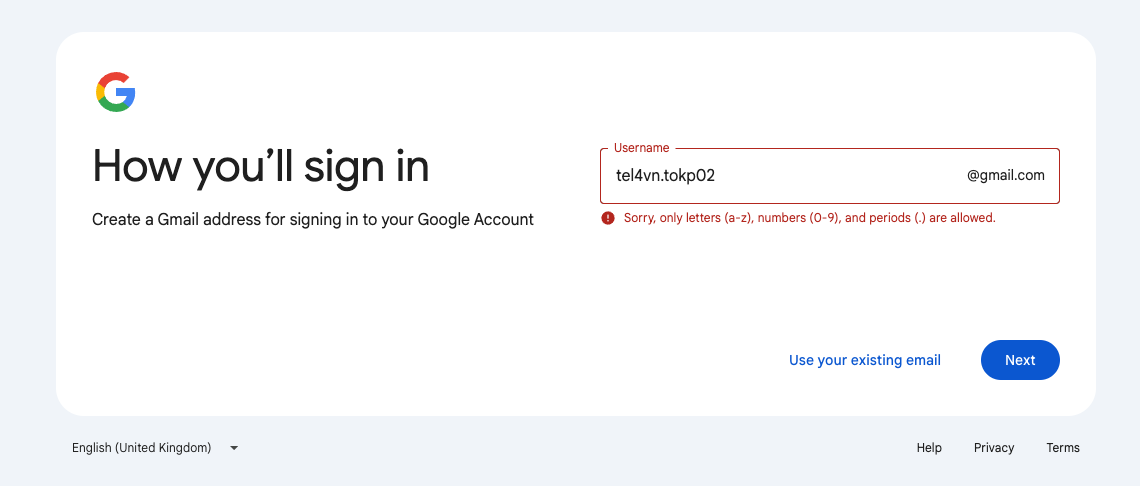 How you’ll sign in
Create a Gmail address for signing in to your Google Account
Username
tel4vn.tokp02
@gmail.com
Sorry, only letters (a-z), numbers (0-9), and periods (.) are allowed.
Use your existing email
Next
English (United Kingdom)
Help
Privacy
Terms